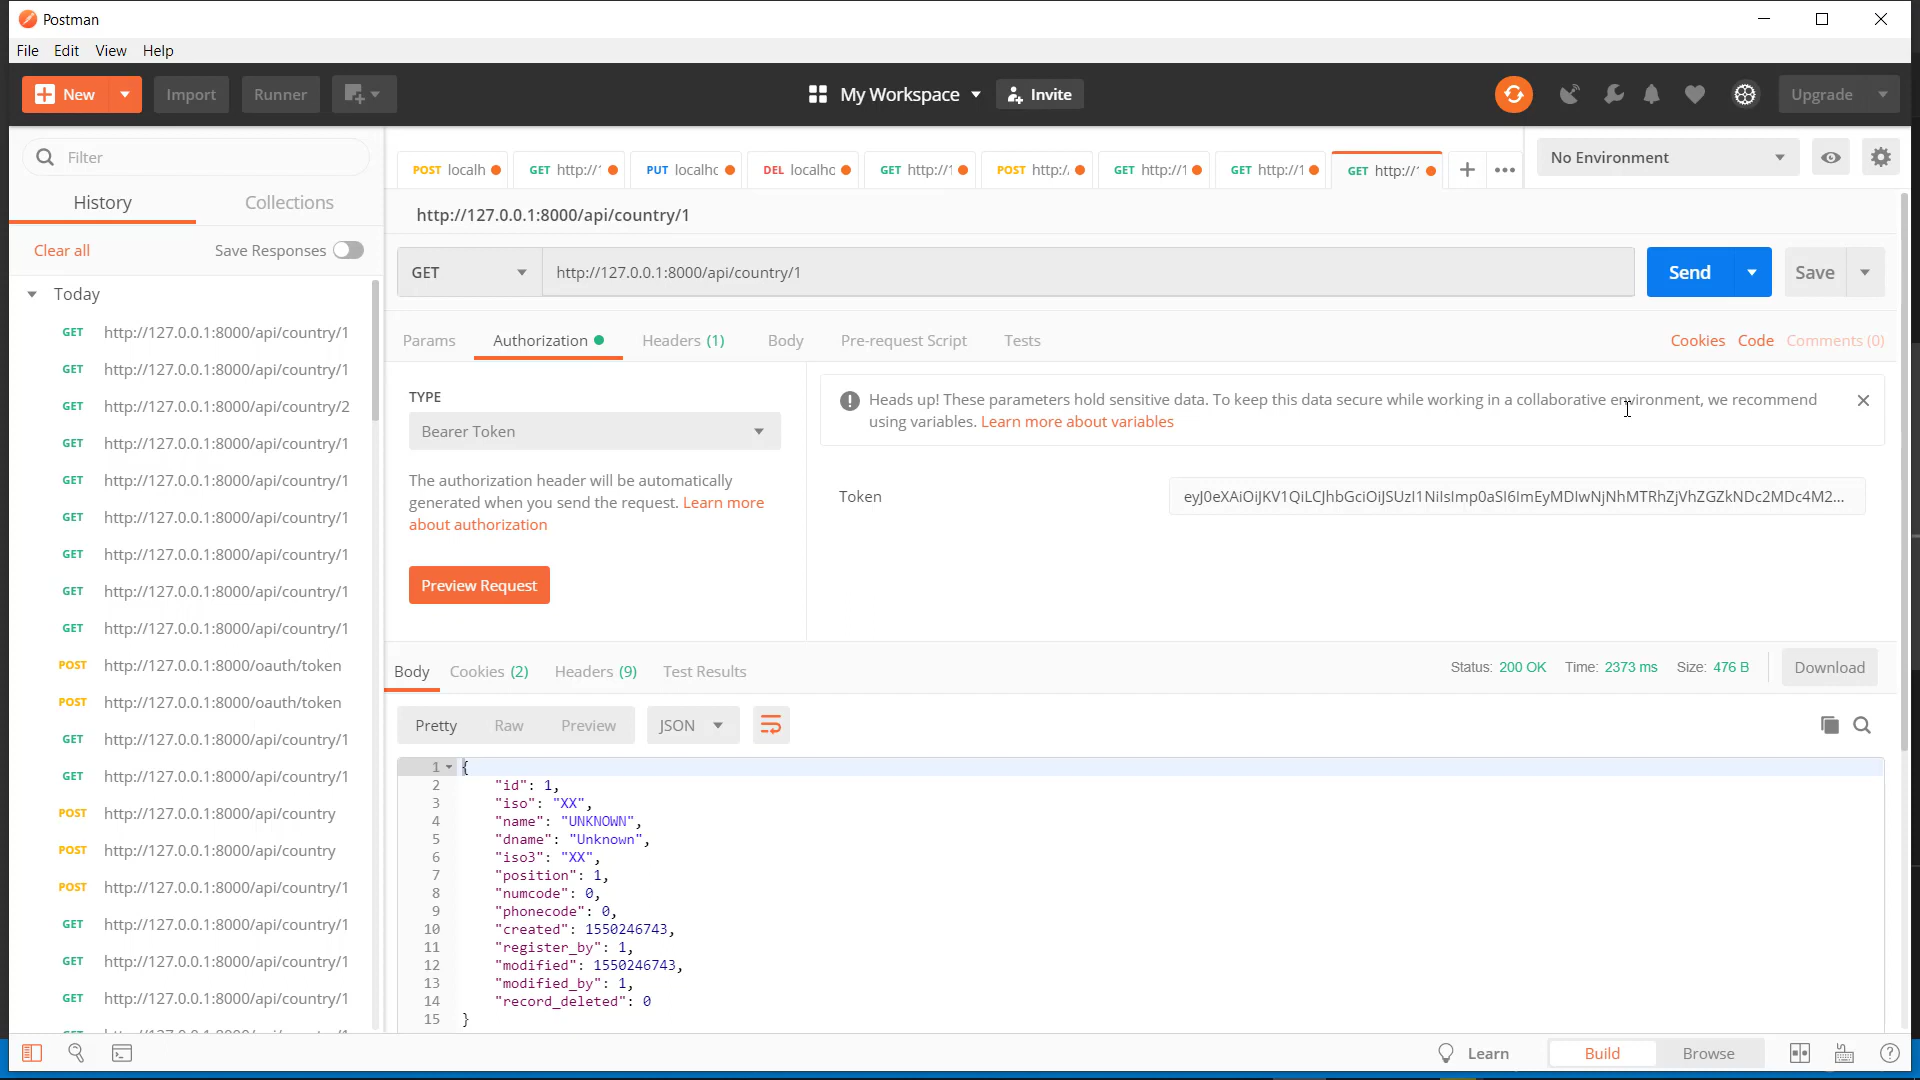 Postman
File Edit View Help
New Import Runner My Workspace Invite Upgrade
Filter
History Collections
Clear all Save Responses
Today
GET http://127.0.0.1:8000/api/country/1
GET http://127.0.0.1:8000/api/country/1
GET http://127.0.0.1:8000/api/country/2
GET http://127.0.0.1:8000/api/country/1
GET http://127.0.0.1:8000/api/country/1
GET http://127.0.0.1:8000/api/country/1
GET http://127.0.0.1:8000/api/country/1
GET http://127.0.0.1:8000/api/country/1
GET http://127.0.0.1:8000/api/country/1
POST http://127.0.0.1:8000/oauth/token
POST http://127.0.0.1:8000/oauth/token
GET http://127.0.0.1:8000/api/country/1
GET http://127.0.0.1:8000/api/country/1
POST http://127.0.0.1:8000/api/country
POST http://127.0.0.1:8000/api/country
POST http://127.0.0.1:8000/api/country/1
GET http://127.0.0.1:8000/api/country/1
GET http://127.0.0.1:8000/api/country/1
GET http://127.0.0.1:8000/api/country/1
POST localh GET http://' PUT localhc DEL localhc GET http://1 POST http:/. GET http://1 GET http://1 GET http://' No Environment
http://127.0.0.1:8000/api/country/1
GET http://127.0.0.1:8000/api/country/1 Send Save
Params Authorization Headers (1) Body Pre-request Script Tests Cookies Code Comments (0)
TYPE
Bearer Token
The authorization header will be automatically
generated when you send the request. Learn more
about authorization
Preview Request
Heads up! These parameters hold sensitive data. To keep this data secure while working in a collaborative environment, we recommend
using variables. Learn more about variables
Token eyJ0eXAiOiJKV1QiLCJhbGciOiJSUzI1NiIsImp0aSI6ImEyMDIwNjNhMTRhZjVhZGZkNDc2MDc4M2...
Body Cookies (2) Headers (9) Test Results Status: 200 OK Time: 2373 ms Size: 476 B Download
Pretty Raw Preview JSON
1 {
2 "id": 1,
3 "iso": "XX",
4 "name": "UNKNOWN",
5 "dname": "Unknown",
6 "iso3": "XX",
7 "position": 1,
8 "numcode": 0,
9 "phonecode": 0,
10 "created": 1550246743,
11 "register_by": 1,
12 "modified": 1550246743,
13 "modified_by": 1,
14 "record_deleted": 0
15 }
Learn Build Browse